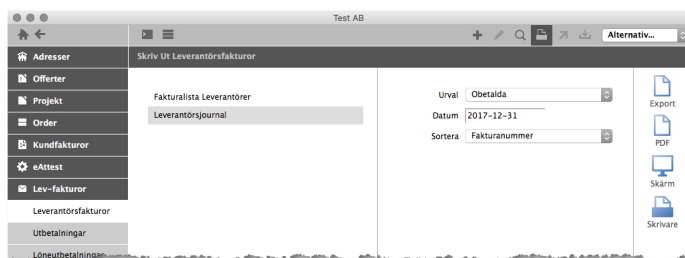 Test AB
Alternativ...
Adresser
Skriv Ut Leverantörsfakturor
Offerter
Projekt
Order
Kundfakturor
eAttest
Lev-fakturor
Leverantörsfakturor
Utbetalningar
Löneutbetalningar
Fakturalista Leverantörer
Leverantörsjournal
Urval Obetalda
Datum 2017-12-31
Sortera Fakturanummer
Export
PDF
Skärm
Skrivare